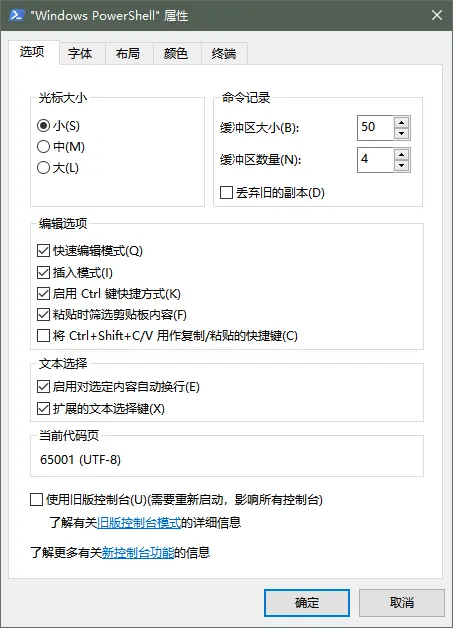 "Windows PowerShell" 属性
选项 字体 布局 颜色 终端
光标大小
小(S)
中(M)
大(L)
命令记录
缓冲区大小(B): 50
缓冲区数量(N): 4
丢弃旧的副本(D)
编辑选项
快速编辑模式(Q)
插入模式(I)
启用 Ctrl 键快捷方式(K)
粘贴时筛选剪贴板内容(F)
将 Ctrl+Shift+C/V 用作复制/粘贴的快捷键(C)
文本选择
启用对选定内容自动换行(E)
扩展的文本选择键(X)
当前代码页
65001 (UTF-8)
使用旧版控制台(U)(需要重新启动，影响所有控制台)
了解有关旧版控制台模式的详细信息
了解更多有关新控制台功能的信息
确定 取消